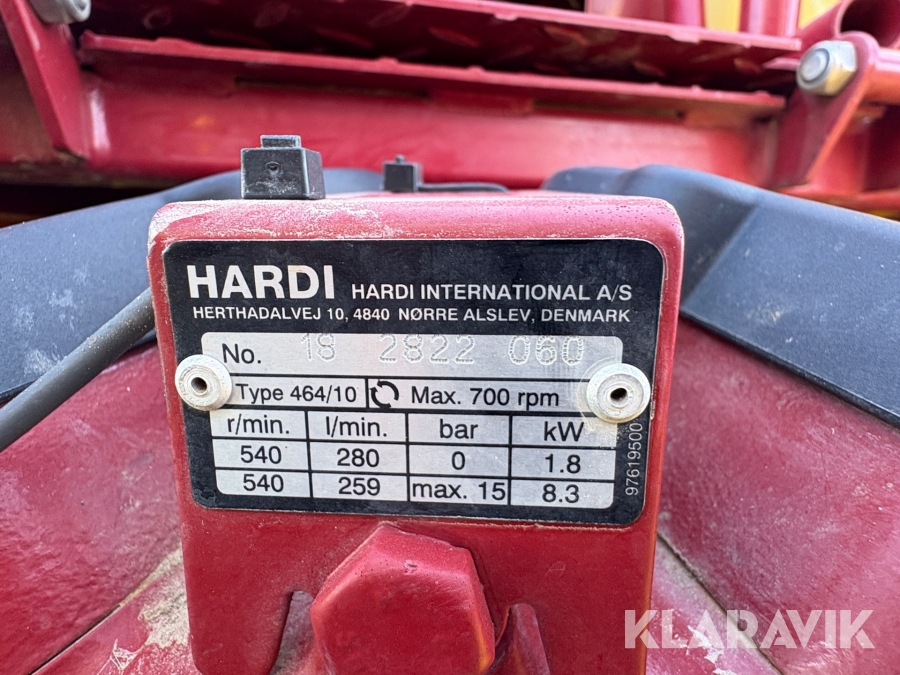 HARDI HARDI INTERNATIONAL A/S
HERTHADALVEJ 10, 4840 NØRRE ALSLEV, DENMARK
No. 18 2822 060
Type 464/10 Max. 700 rpm
r/min. l/min. bar kW
540 280 0 1.8
540 259 max. 15 8.3
97619500
KLARAVIK